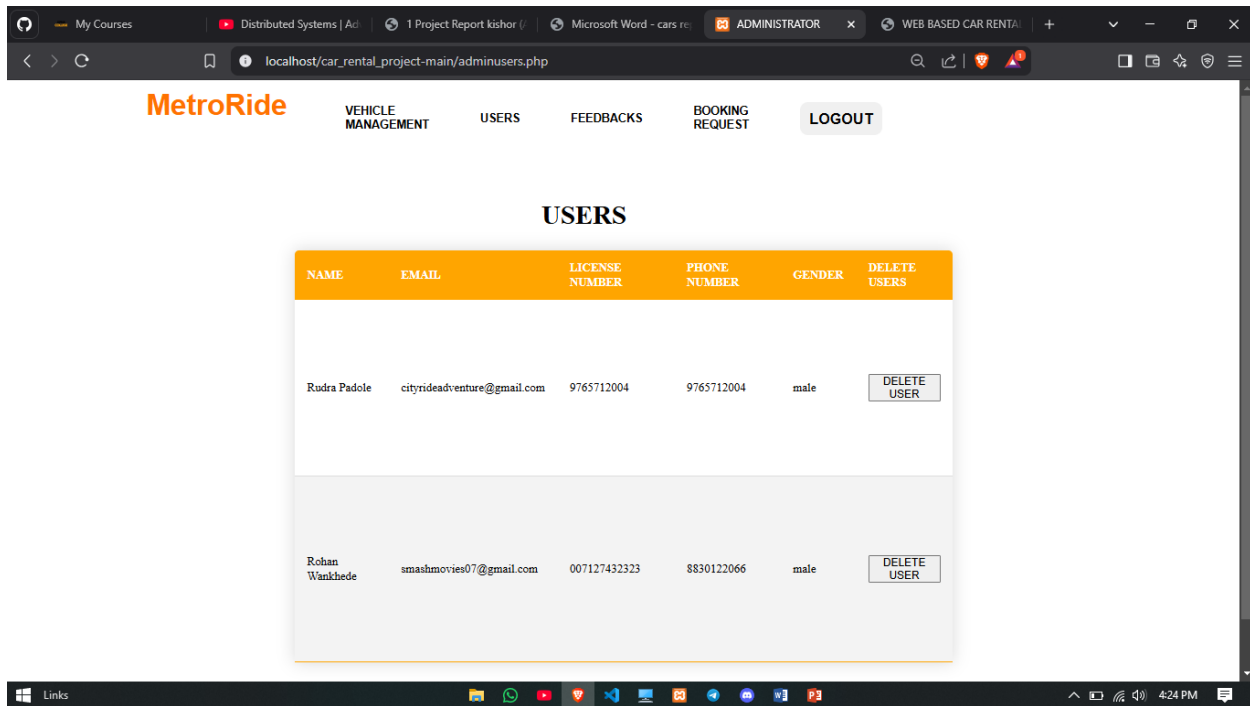 My Courses
Distributed Systems | Ad
1 Project Report kishor (/
Microsoft Word - cars re
ADMINISTRATOR
WEB BASED CAR RENTA
localhost/car_rental_project-main/adminusers.php
MetroRide
VEHICLE
MANAGEMENT
USERS
FEEDBACKS
BOOKING
REQUEST
LOGOUT
USERS
NAME
EMAIL
LICENSE
NUMBER
PHONE
NUMBER
GENDER
DELETE
USERS
Rudra Padole
cityrideadventure@gmail.com
9765712004
9765712004
male
DELETE
USER
Rohan
Wankhede
smashmovies07@gmail.com
007127432323
8830122066
male
DELETE
USER
Links
4:24 PM